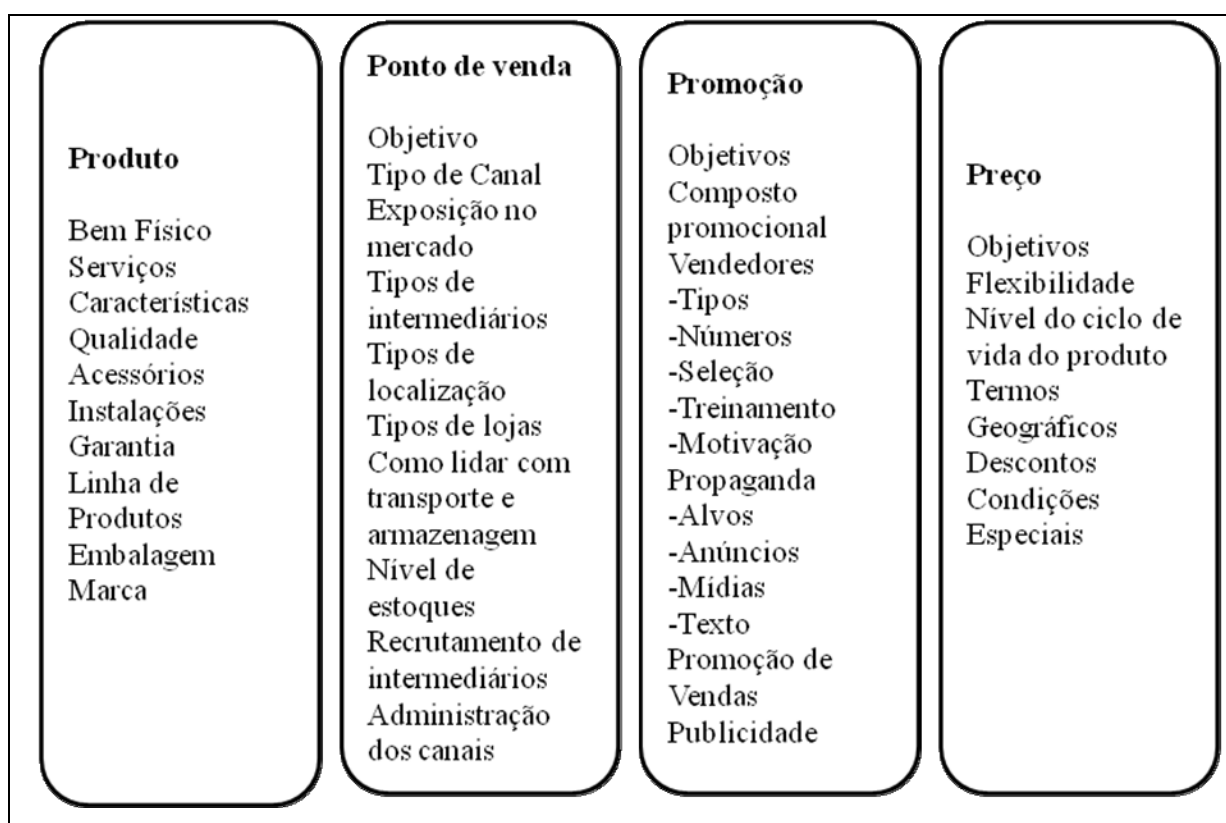 Produto
Bem Físico
Serviços
Características
Qualidade
Acessórios
Instalações
Garantia
Linha de
Produtos
Embalagem
Marca
Ponto de venda
Objetivo
Tipo de Canal
Exposição no
mercado
Tipos de
intermediários
Tipos de
localização
Tipos de lojas
Como lidar com
transporte e
armazenagem
Nível de
estoques
Recrutamento de
intermediários
Administração
dos canais
Promoção
Objetivos
Composto
promocional
Vendedores
-Tipos
-Números
-Seleção
-Treinamento
-Motivação
Propaganda
-Alvos
-Anúncios
-Mídias
-Texto
Promoção de
Vendas
Publicidade
Preço
Objetivos
Flexibilidade
Nível do ciclo de
vida do produto
Termos
Geográficos
Descontos
Condições
Especiais